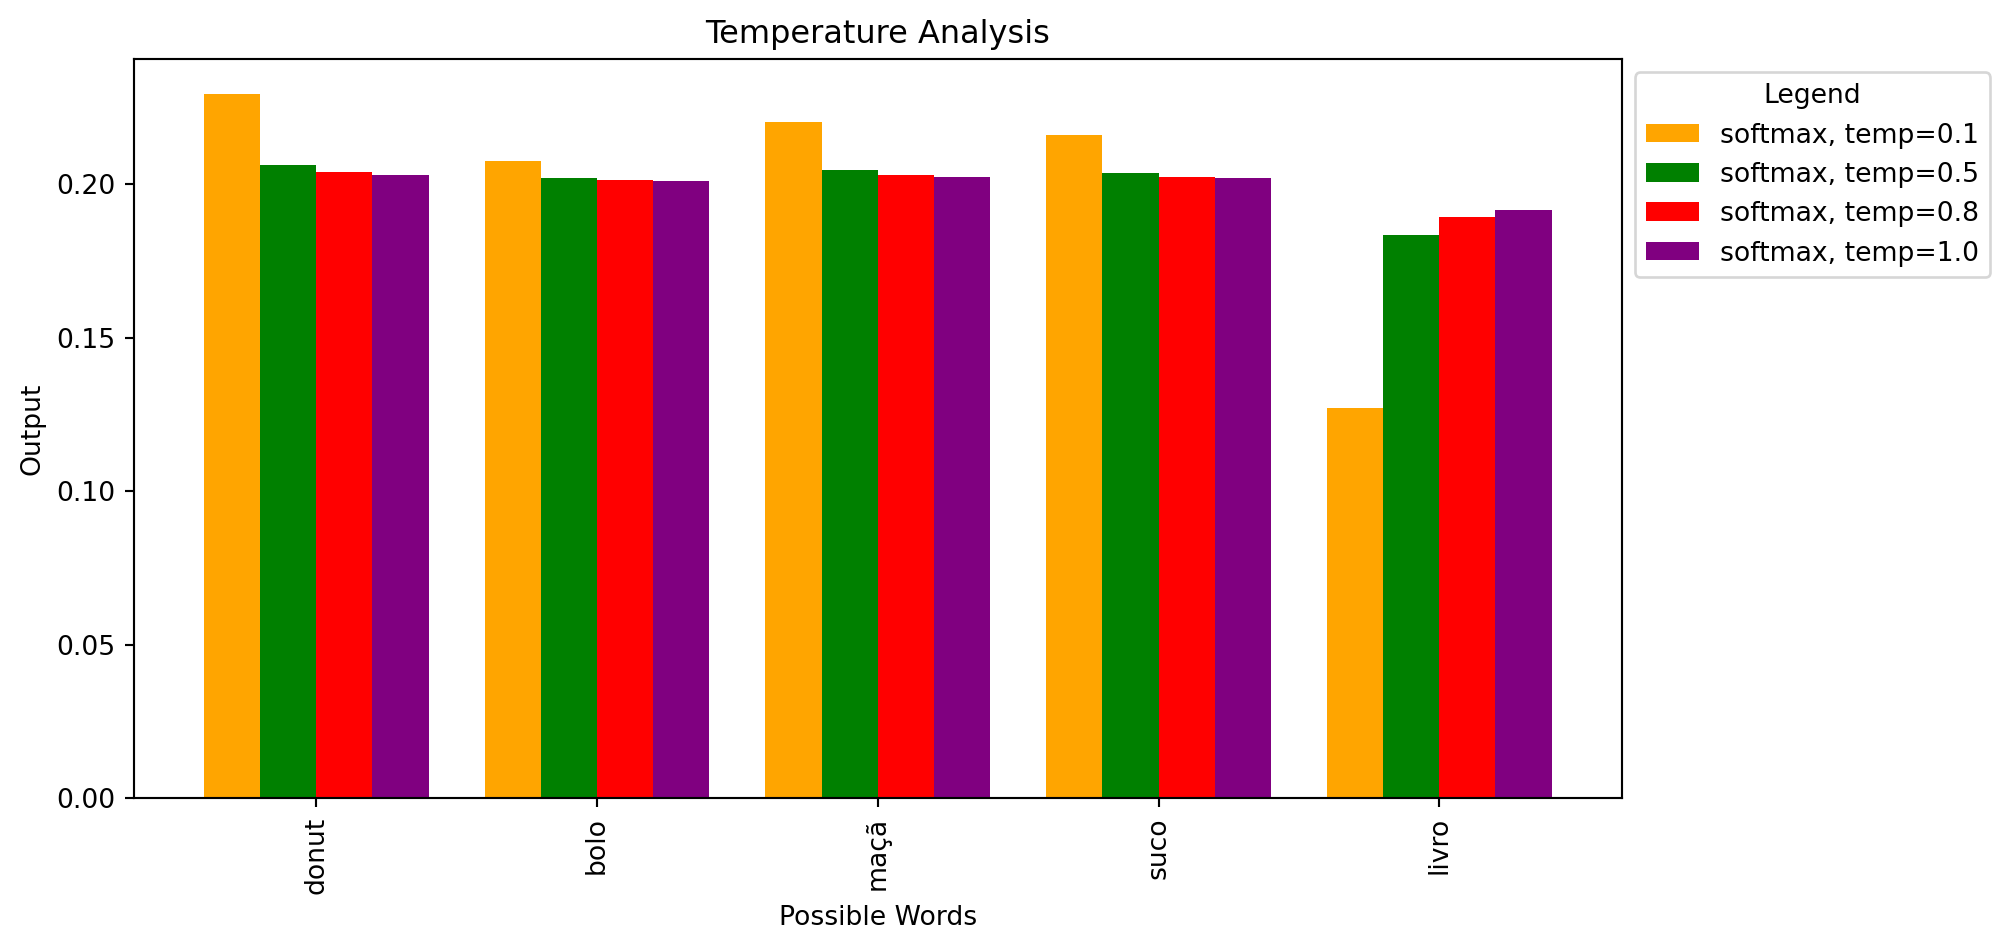 Temperature Analysis
Legend
softmax, temp=0.1
softmax, temp=0.5
softmax, temp=0.8
softmax, temp=1.0
Output
0.20
0.15
0.10
0.05
0.00
donut
bolo
maçã
suco
livro
Possible Words